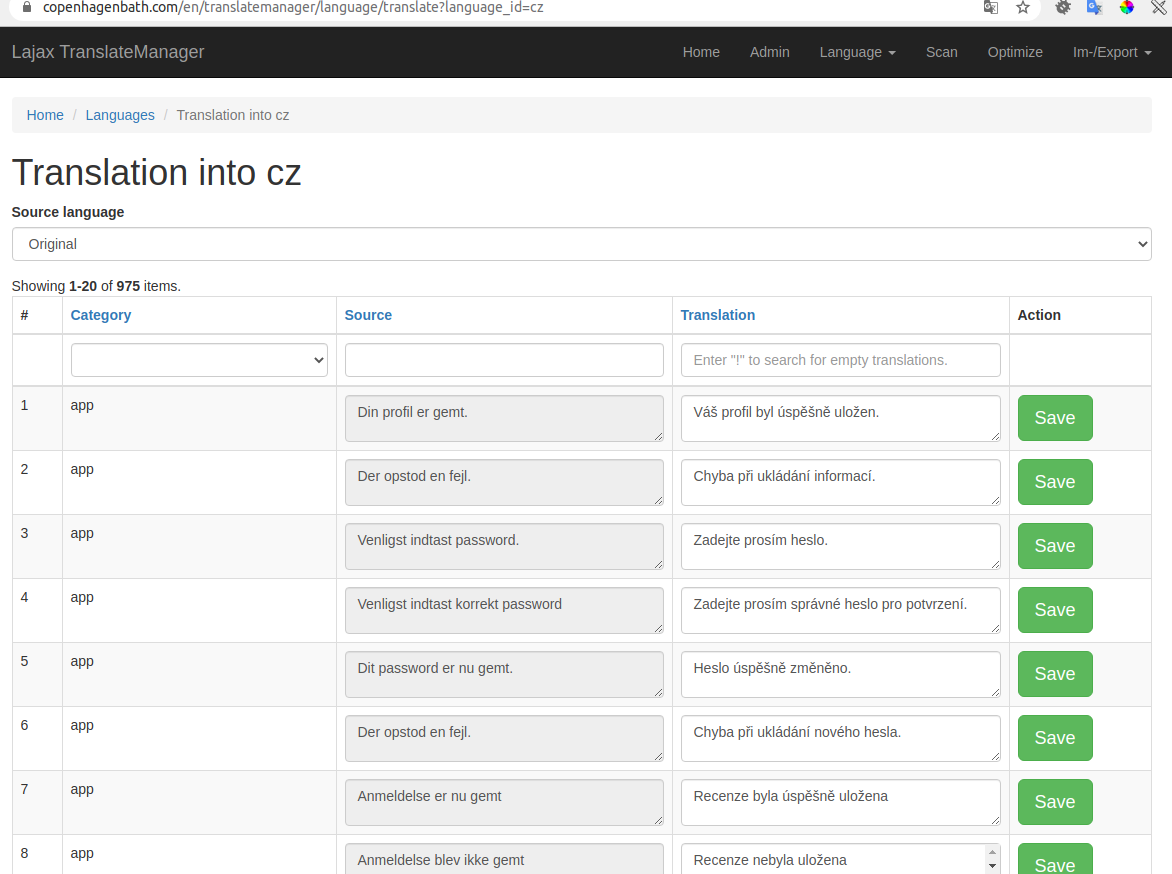 copenhagenbath.com/en/translatemanager/language/translate?language_id=cz
Lajax TranslateManager Home Admin Language Scan Optimize Im-/Export
Home / Languages / Translation into cz
Translation into cz
Source language
Original
Showing 1-20 of 975 items.
# Category Source Translation Action
Enter "!" to search for empty translations.
1 app Din profil er gemt. Váš profil byl úspěšně uložen. Save
2 app Der opstod en fejl. Chyba při ukládání informací. Save
3 app Venligst indtast password. Zadejte prosím heslo. Save
4 app Venligst indtast korrekt password Zadejte prosím správné heslo pro potvrzení. Save
5 app Dit password er nu gemt. Heslo úspěšně změněno. Save
6 app Der opstod en fejl. Chyba při ukládání nového hesla. Save
7 app Anmeldelse er nu gemt Recenze byla úspěšně uložena Save
8 app Anmeldelse blev ikke gemt Recenze nebyla uložena Save